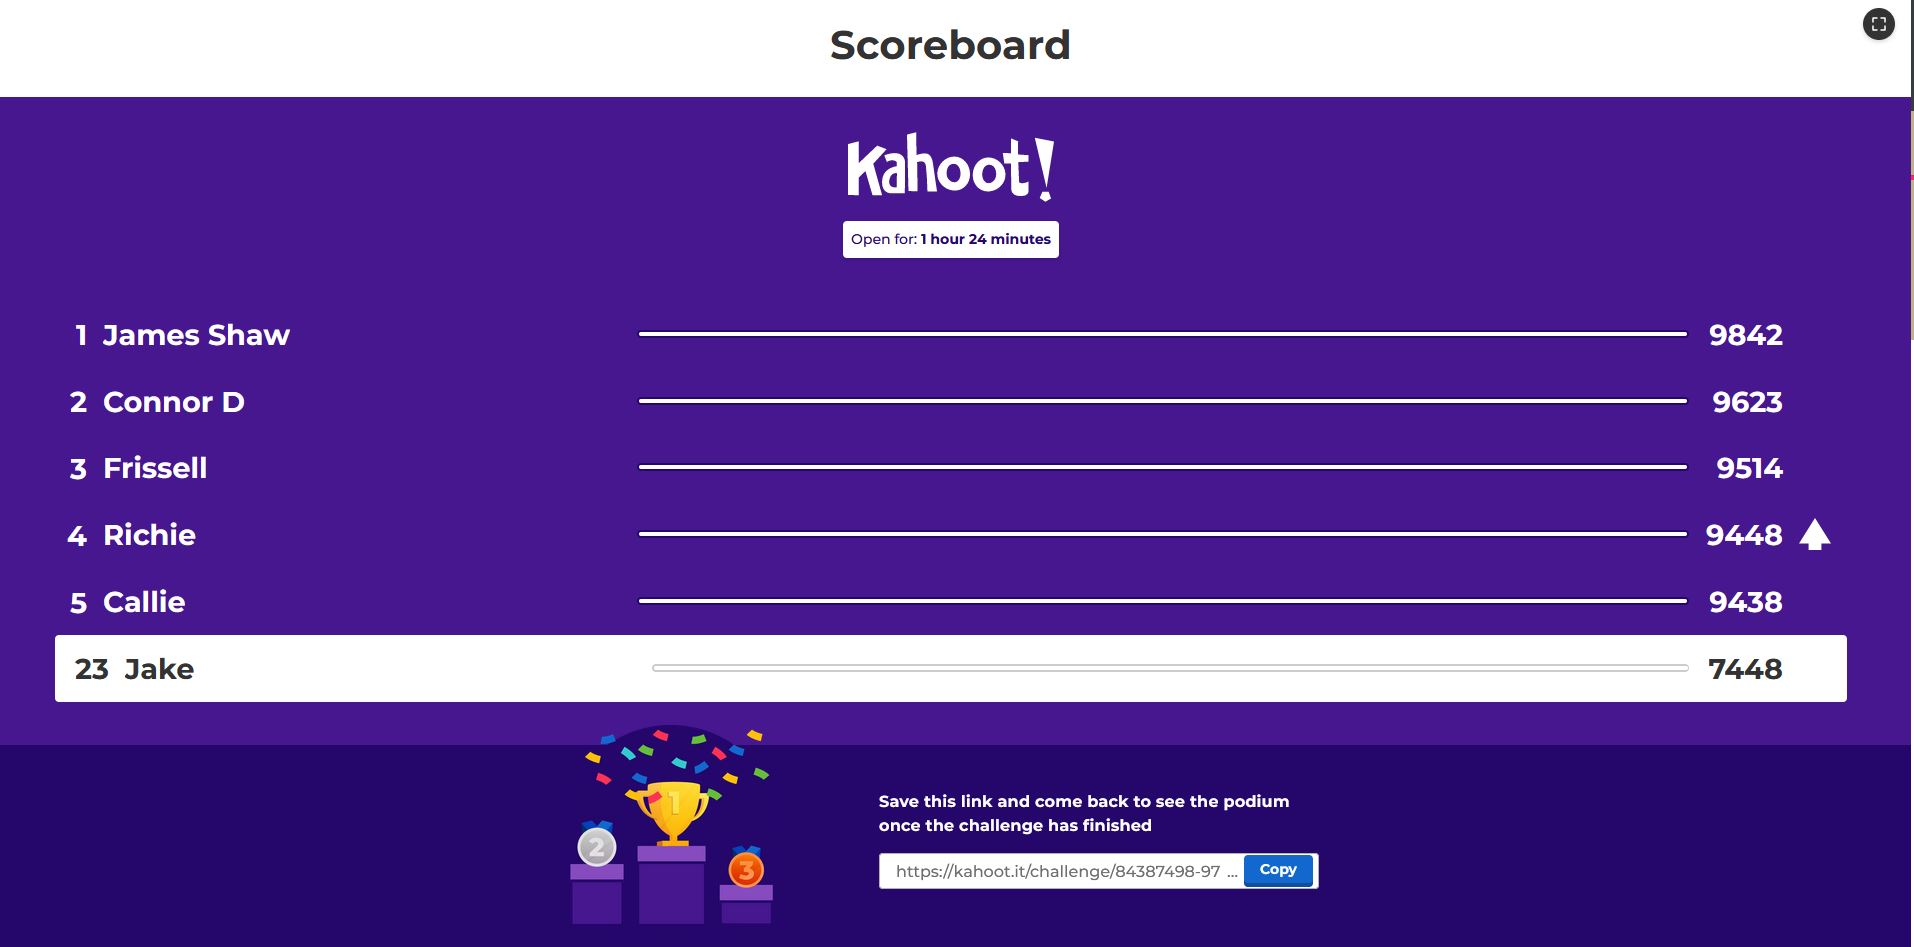 Scoreboard
Kahoot!
Open for: 1 hour 24 minutes
1 James Shaw 9842
2 Connor D 9623
3 Frissell 9514
4 Richie 9448
5 Callie 9438
23 Jake 7448
1
2
3
Save this link and come back to see the podium
once the challenge has finished
https://kahoot.it/challenge/84387498-97 ... Copy